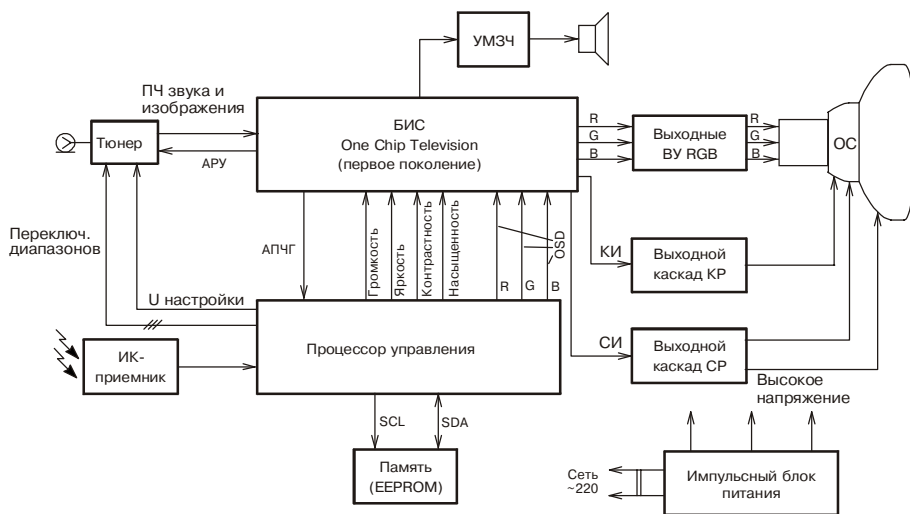 УМЗЧ
ПЧ звука и
изображения
Тюнер
АРУ
БИС
One Chip Television
(первое поколение)
R
G
B
Выходные
ВУ RGB
R
G
B
ОС
Переключ.
диапазонов
АПЧГ
Громкость
Яркость
Контрастность
Насыщенность
R
G
B
OSD
КИ
Выходной
каскад КР
U настройки
СИ
Выходной
каскад СР
Высокое
напряжение
ИК-
приемник
Процессор управления
SCL
SDA
Память
(EEPROM)
Сеть
~220
Импульсный блок
питания